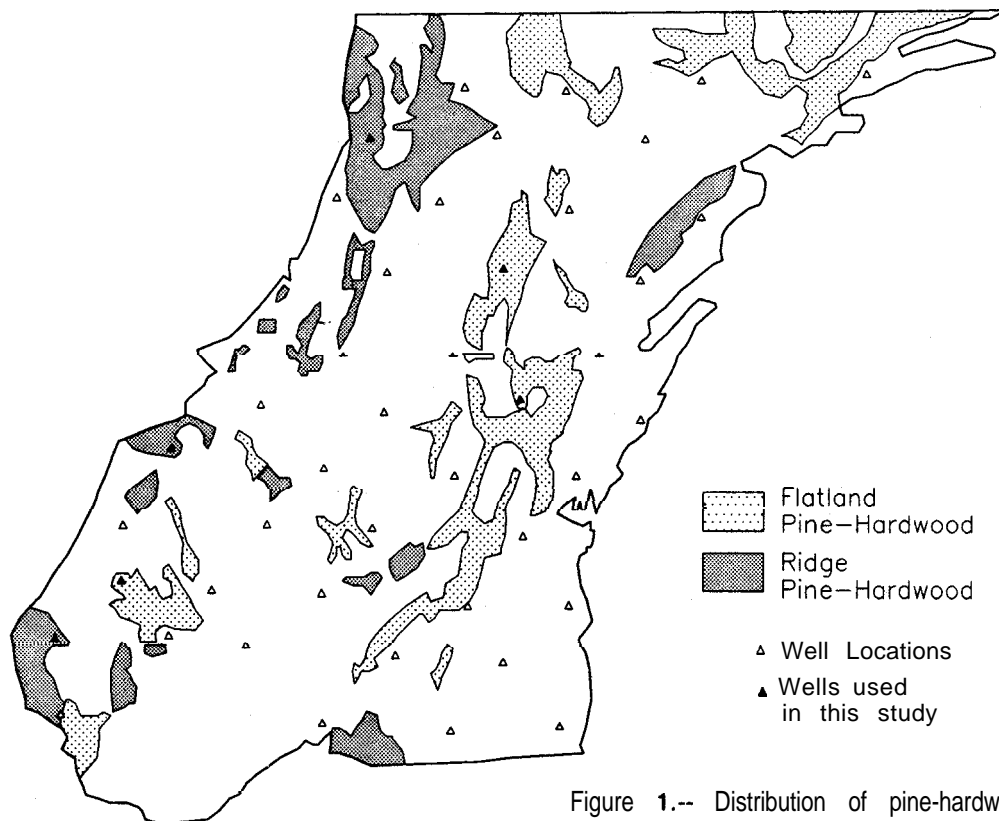 Flatland
Pine-Hardwood
Ridge
Pine-Hardwood
Well Locations
Wells used
in this study
Figure 1.-- Distribution of pine-hardw